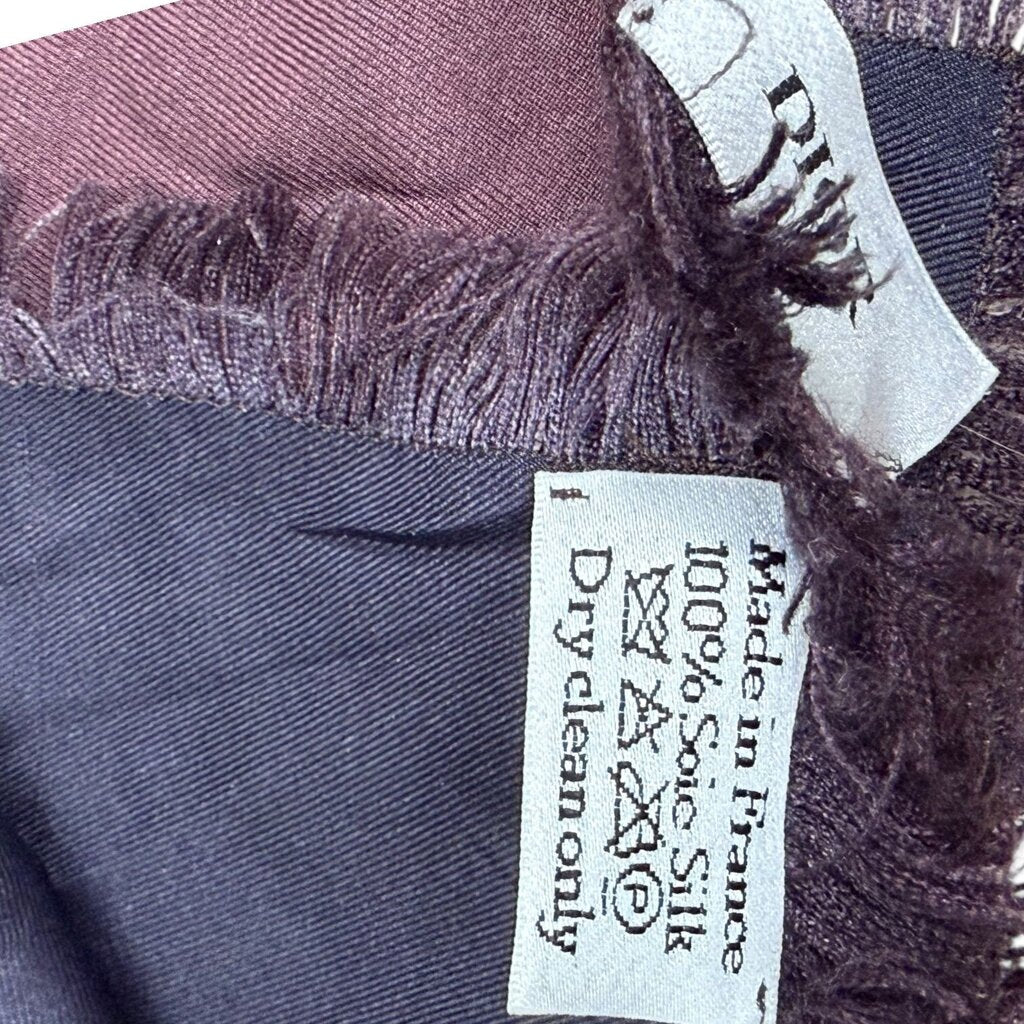 Made in France
100% Soie Silk
Dry clean only